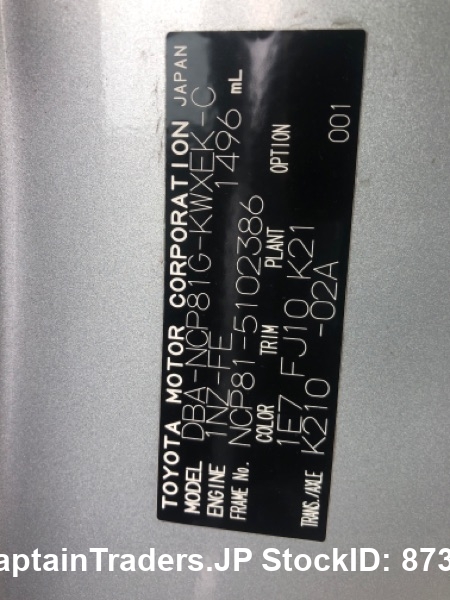 TOYOTA MOTOR CORPORATION JAPAN
MODEL DBA-NCP81G-KWXEK-C
ENGINE 1NZ-FE 1496 mL
FRAME No. NCP81-5102386
COLOR TRIM PLANT OPTION
1E7 FJ10 K21 001
TRANS./AXLE K210 -02A
aptainTraders.JP StockID: 873